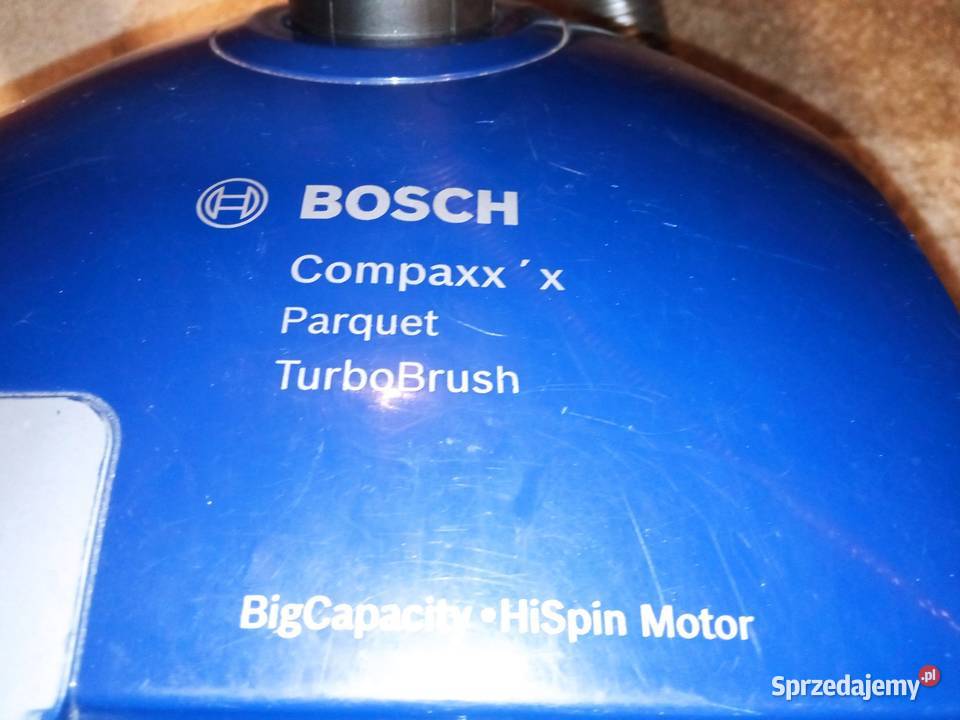 BOSCH
Compaxx ´x
Parquet
TurboBrush
BigCapacity •HiSpin Motor
Sprzedajemy.pl